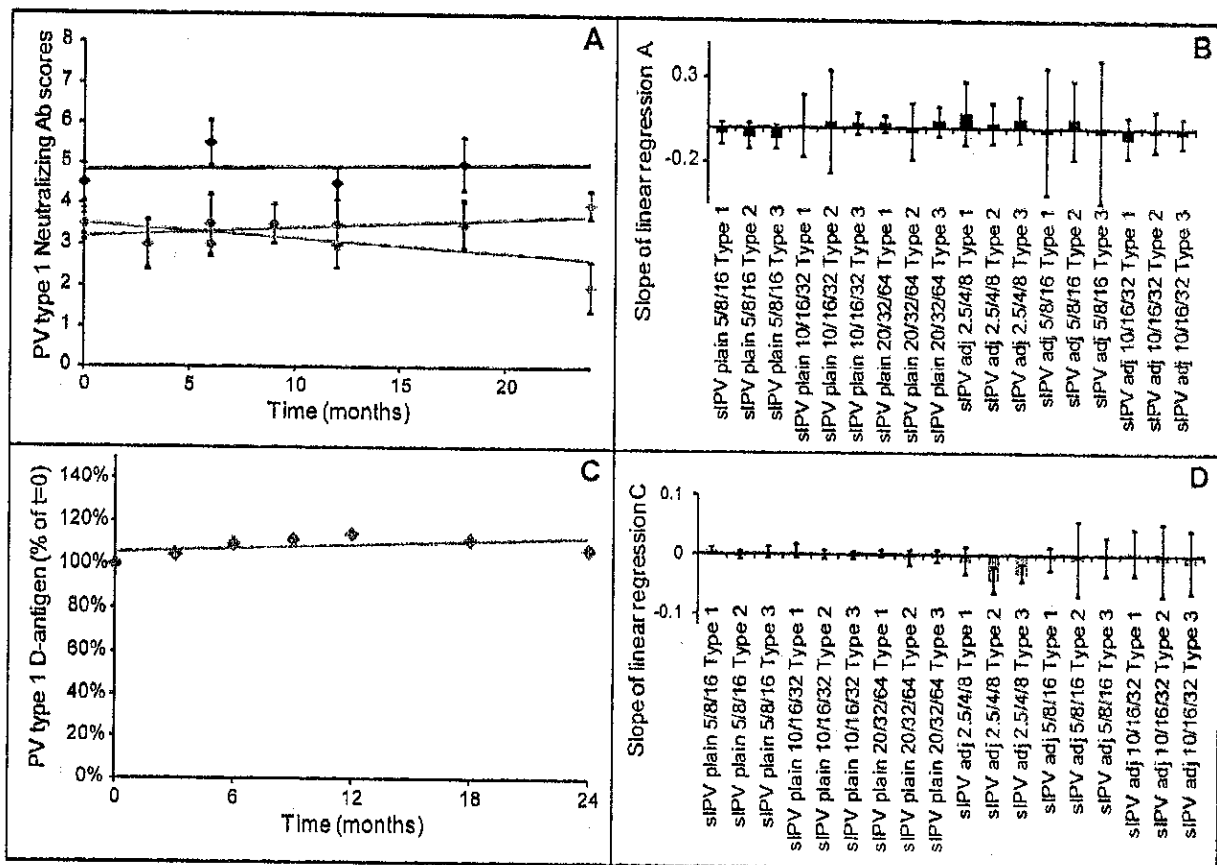 A
PV type 1 Neutralizing Ab scores
8
7
6
5
4
3
2
1
0
0
5
10
15
20
Time (months)
B
Slope of linear regression A
0.3
-0.2
sIPV plain 5/8/16 Type 1
sIPV plain 5/8/16 Type 2
sIPV plain 5/8/16 Type 3
sIPV plain 10/16/32 Type 1
sIPV plain 10/16/32 Type 2
sIPV plain 10/16/32 Type 3
sIPV plain 20/32/64 Type 1
sIPV plain 20/32/64 Type 2
sIPV plain 20/32/64 Type 3
sIPV adj 2.5/4/8 Type 1
sIPV adj 2.5/4/8 Type 2
sIPV adj 2.5/4/8 Type 3
sIPV adj 5/8/16 Type 1
sIPV adj 5/8/16 Type 2
sIPV adj 5/8/16 Type 3
sIPV adj 10/16/32 Type 1
sIPV adj 10/16/32 Type 2
sIPV adj 10/16/32 Type 3
C
PV type 1 D-antigen (% of t=0)
140%
120%
100%
80%
60%
40%
20%
0%
0
6
12
18
24
Time (months)
D
Slope of linear regression C
0.1
0
-0.1
sIPV plain 5/8/16 Type 1
sIPV plain 5/8/16 Type 2
sIPV plain 5/8/16 Type 3
sIPV plain 10/16/32 Type 1
sIPV plain 10/16/32 Type 2
sIPV plain 10/16/32 Type 3
sIPV plain 20/32/64 Type 1
sIPV plain 20/32/64 Type 2
sIPV plain 20/32/64 Type 3
sIPV adj 2.5/4/8 Type 1
sIPV adj 2.5/4/8 Type 2
sIPV adj 2.5/4/8 Type 3
sIPV adj 5/8/16 Type 1
sIPV adj 5/8/16 Type 2
sIPV adj 5/8/16 Type 3
sIPV adj 10/16/32 Type 1
sIPV adj 10/16/32 Type 2
sIPV adj 10/16/32 Type 3